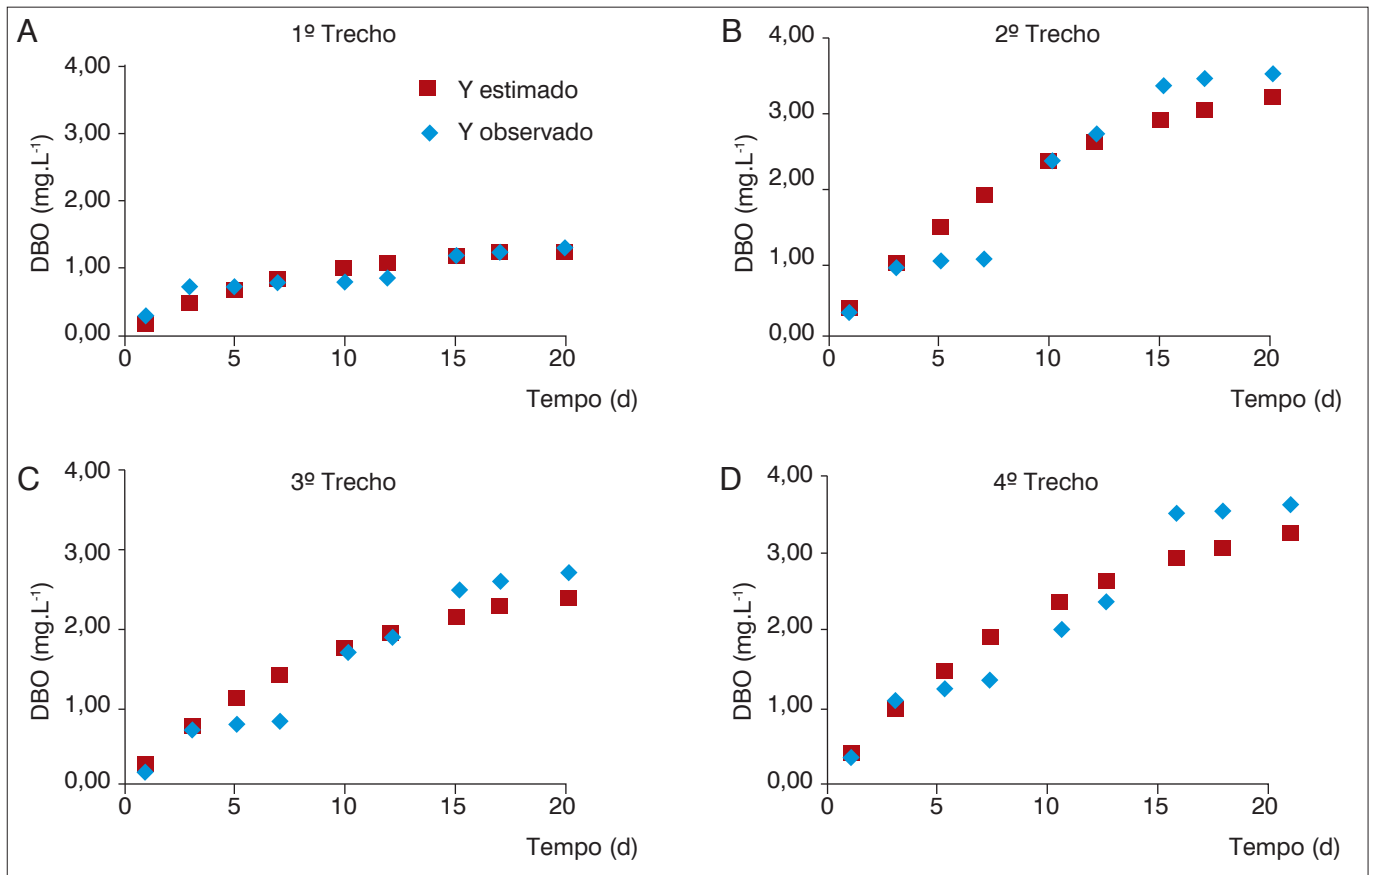 A
1º Trecho
4,00
3,00
2,00
1,00
0,00
DBO (mg.L⁻¹)
Y estimado
Y observado
0 5 10 15 20
Tempo (d)
B
2º Trecho
4,00
3,00
2,00
1,00
0,00
DBO (mg.L⁻¹)
0 5 10 15 20
Tempo (d)
C
3º Trecho
4,00
3,00
2,00
1,00
0,00
DBO (mg.L⁻¹)
0 5 10 15 20
Tempo (d)
D
4º Trecho
4,00
3,00
2,00
1,00
0,00
DBO (mg.L⁻¹)
0 5 10 15 20
Tempo (d)